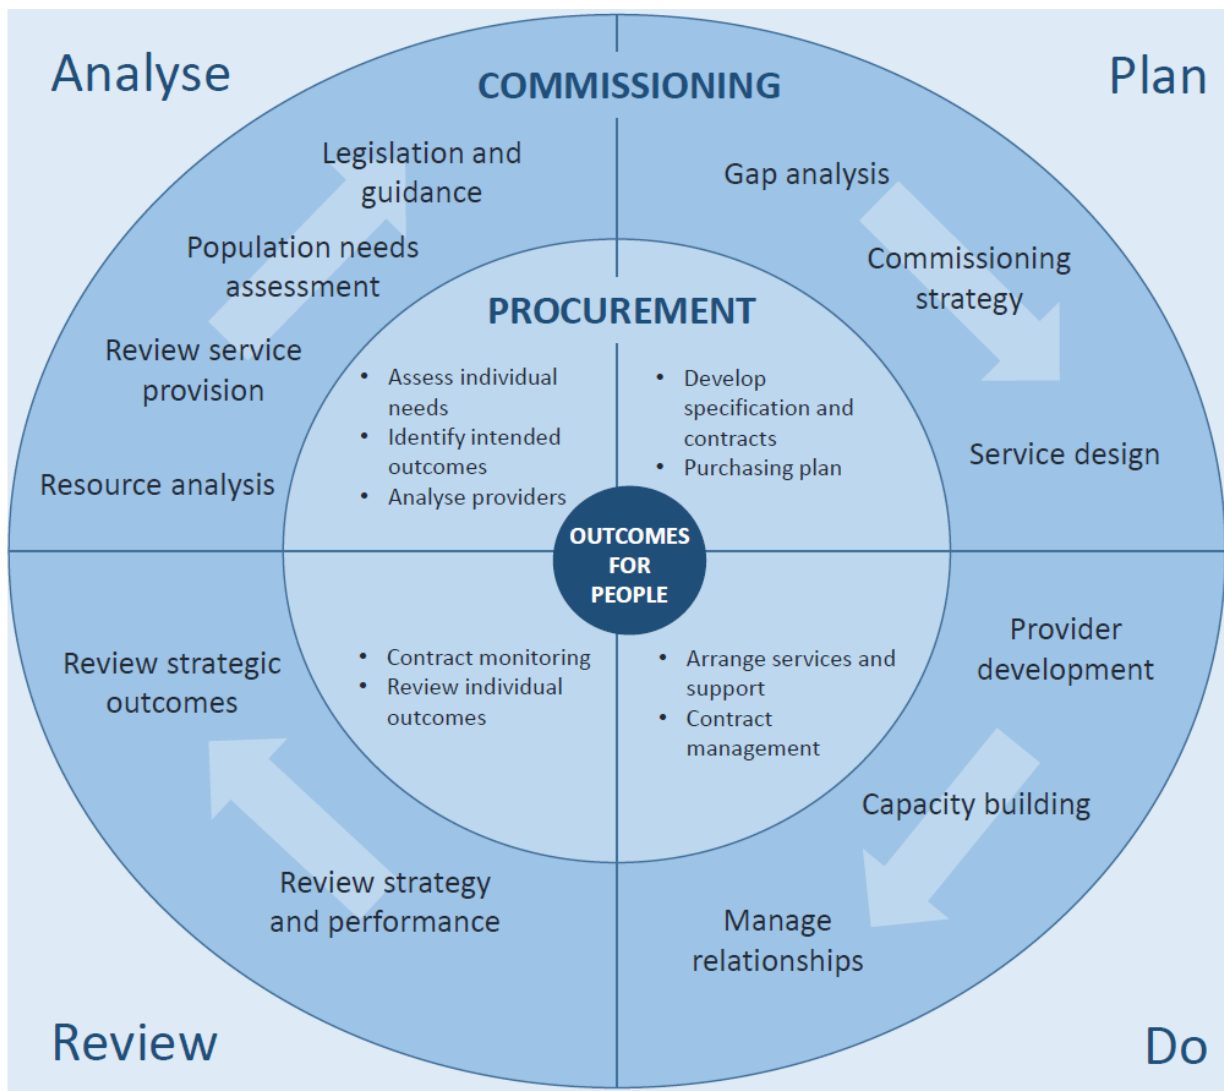 Analyse
Plan
COMMISSIONING
Legislation and
guidance
Population needs
assessment
Review service
provision
Resource analysis
Gap analysis
Commissioning
strategy
Service design
PROCUREMENT
• Assess individual
needs
• Identify intended
outcomes
• Analyse providers
• Develop
specification and
contracts
• Purchasing plan
OUTCOMES
FOR
PEOPLE
Review strategic
outcomes
• Contract monitoring
• Review individual
outcomes
• Arrange services and
support
• Contract
management
Provider
development
Capacity building
Manage
relationships
Review strategy
and performance
Review
Do